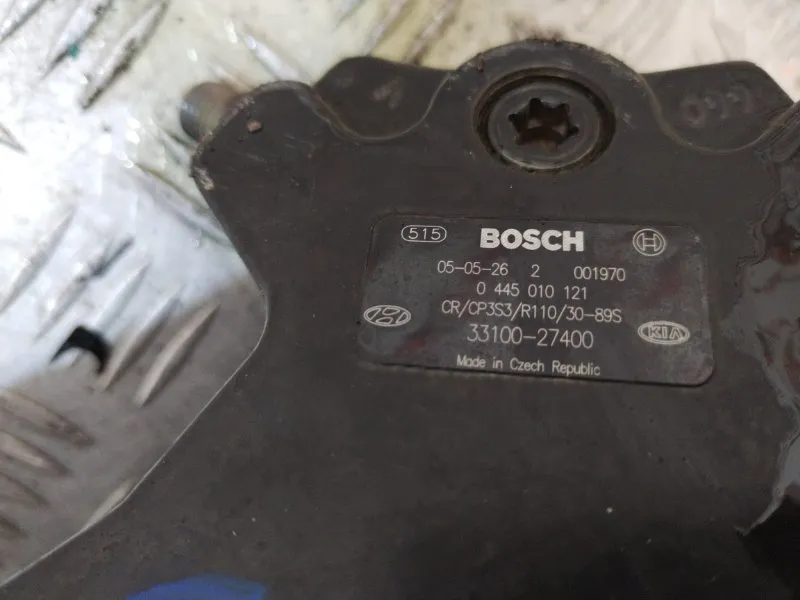 515 BOSCH
05-05-26 2 001970
0 445 010 121
CR/CP3S3/R110/30-89S
33100-27400 KIA
Made in Czech Republic